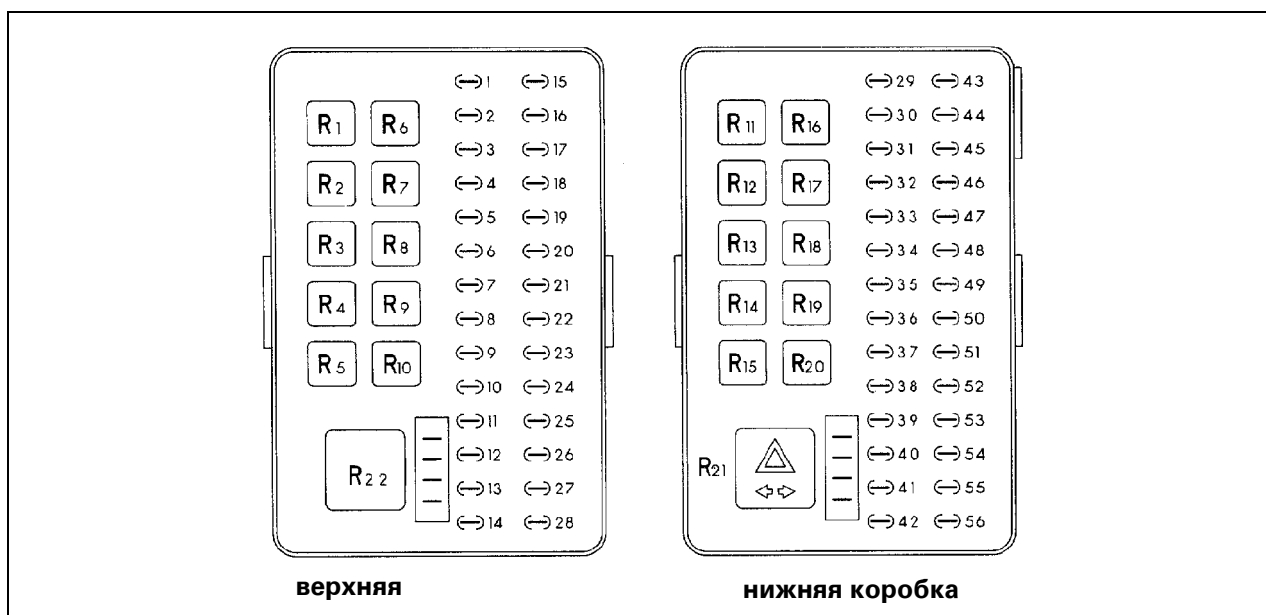 1 15
R1 R6 2 16
3 17
R2 R7 4 18
5 19
R3 R8 6 20
7 21
R4 R9 8 22
R5 R10 9 23
10 24
11 25
R22 12 26
13 27
14 28
верхняя
29 43
R11 R16 30 44
31 45
R12 R17 32 46
33 47
R13 R18 34 48
35 49
R14 R19 36 50
R15 R20 37 51
38 52
39 53
R21 40 54
41 55
42 56
нижняя коробка